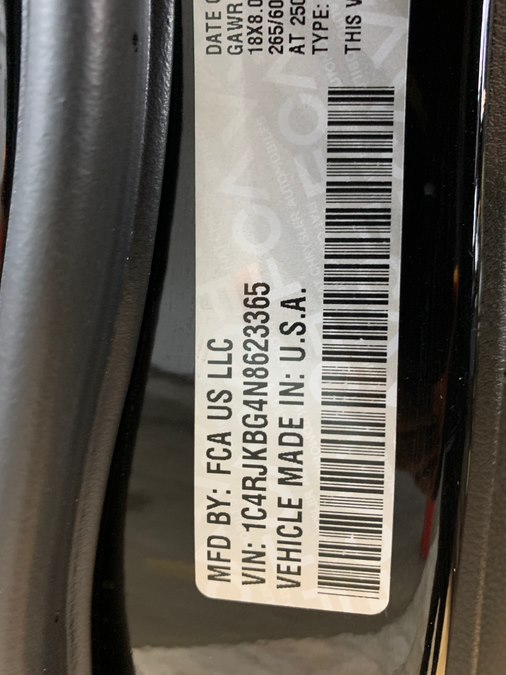 DATE O
GAWR
18X8.0
265/60
AT 250
TYPE:
THIS V
MFD BY: FCA US LLC
VIN: 1C4RJKBG4N8623365
VEHICLE MADE IN: U.S.A.